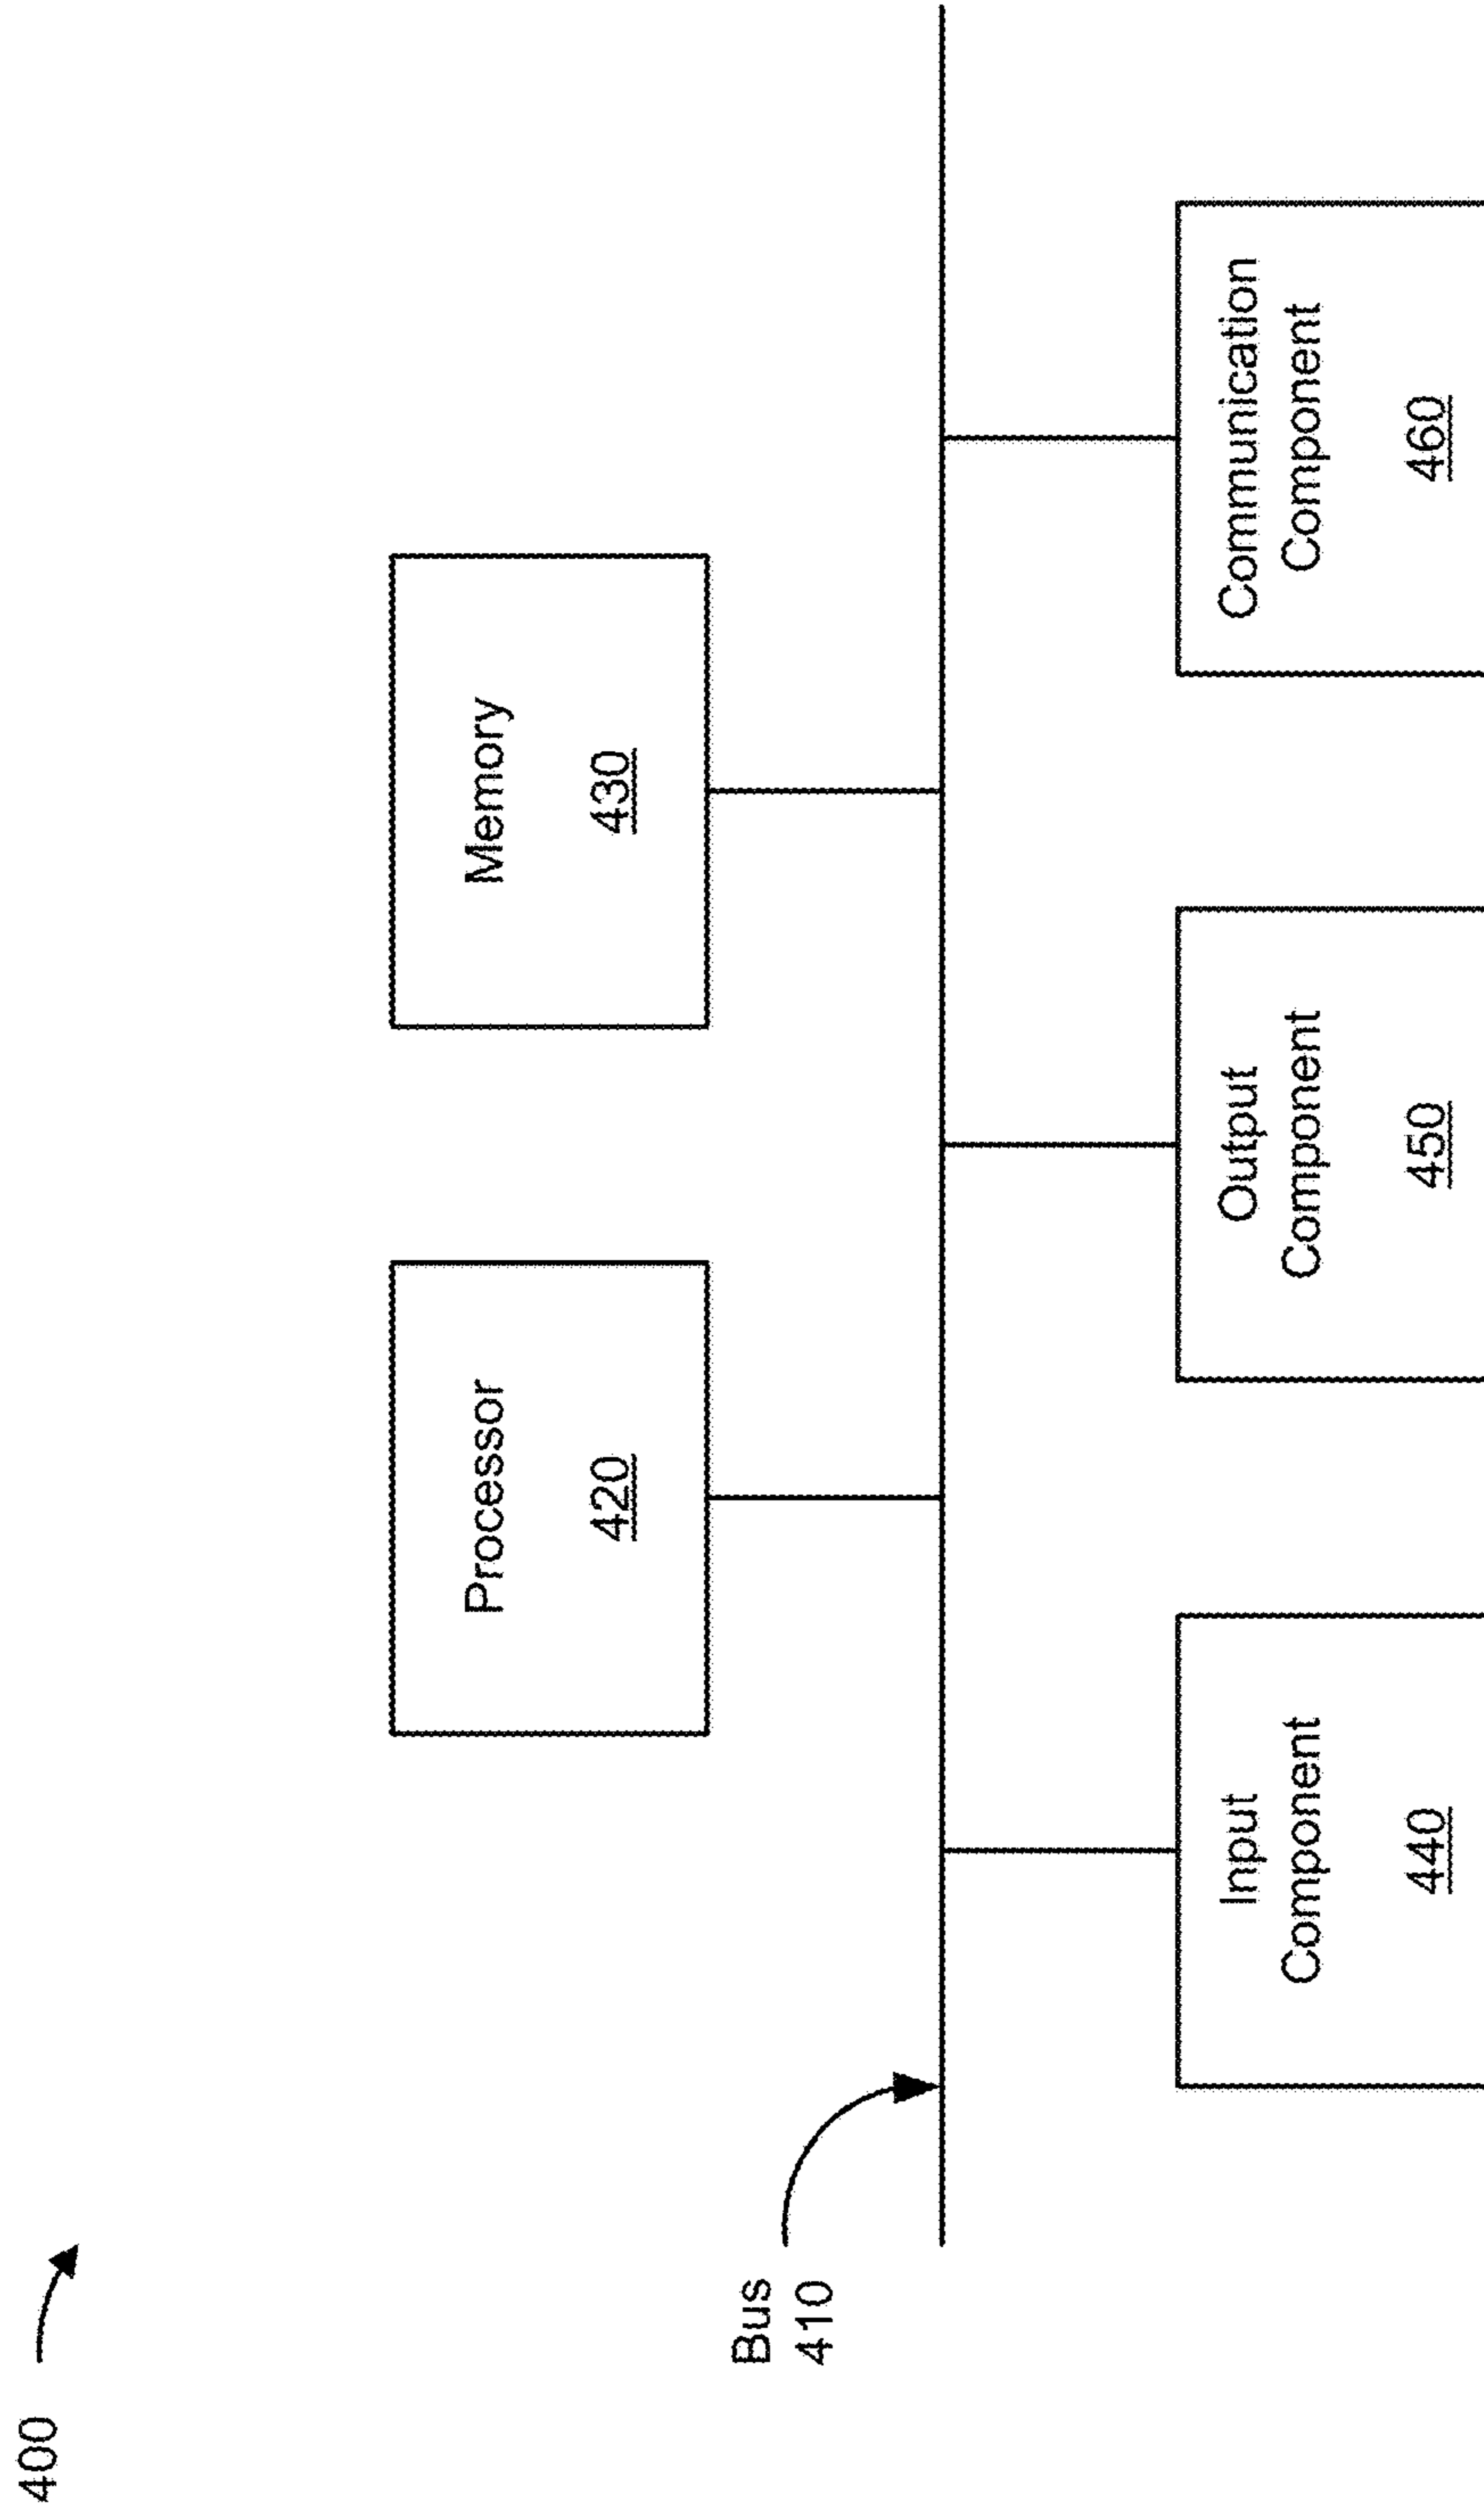 400
Processor
420
Memory
430
Bus
410
Input
Component
440
Output
Component
450
Communication
Component
460